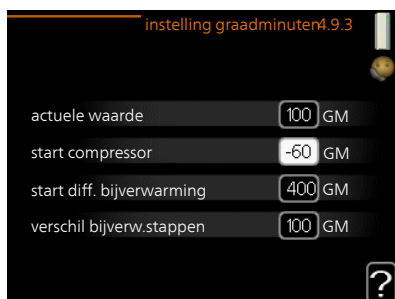 instelling graadminuten4.9.3
actuele waarde 100 GM
start compressor -60 GM
start diff. bijverwarming 400 GM
verschil bijverw.stappen 100 GM
?